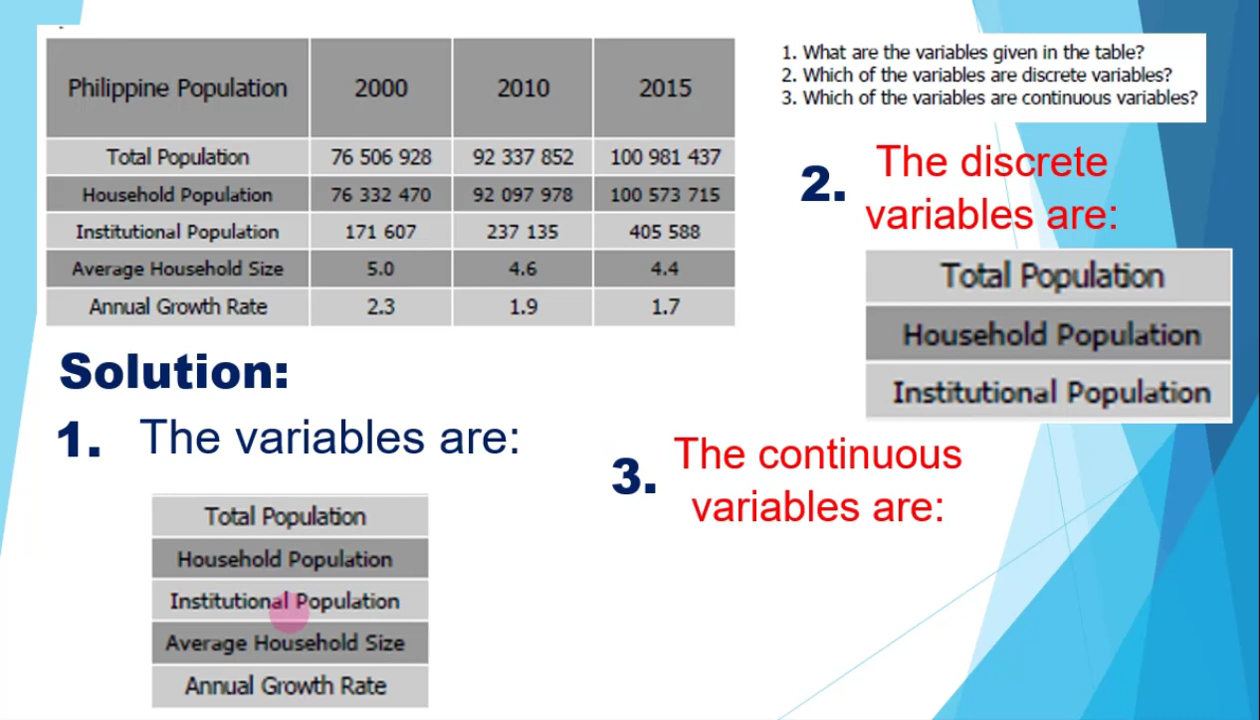 Philippine Population 2000 2010 2015
Total Population 76 506 928 92 337 852 100 981 437
Household Population 76 332 470 92 097 978 100 573 715
Institutional Population 171 607 237 135 405 588
Average Household Size 5.0 4.6 4.4
Annual Growth Rate 2.3 1.9 1.7
1. What are the variables given in the table?
2. Which of the variables are discrete variables?
3. Which of the variables are continuous variables?
Solution:
1. The variables are:
Total Population
Household Population
Institutional Population
Average Household Size
Annual Growth Rate
2. The discrete
variables are:
Total Population
Household Population
Institutional Population
3. The continuous
variables are: